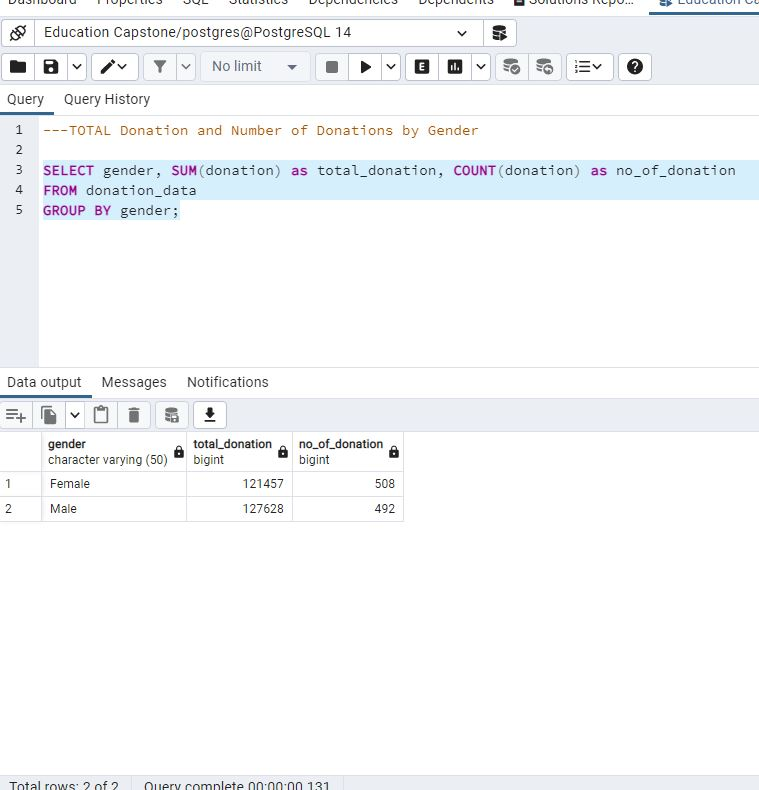 Dashboard Properties SQL Statistics Dependencies Dependents Solutions Repo... Education Ca
Education Capstone/postgres@PostgreSQL 14
No limit
E
Query Query History
1 ---TOTAL Donation and Number of Donations by Gender
2
3 SELECT gender, SUM(donation) as total_donation, COUNT(donation) as no_of_donation
4 FROM donation_data
5 GROUP BY gender;
Data output Messages Notifications
gender total_donation no_of_donation
character varying (50) bigint bigint
1 Female 121457 508
2 Male 127628 492
Total rows: 2 of 2 Query complete 00:00:00.131